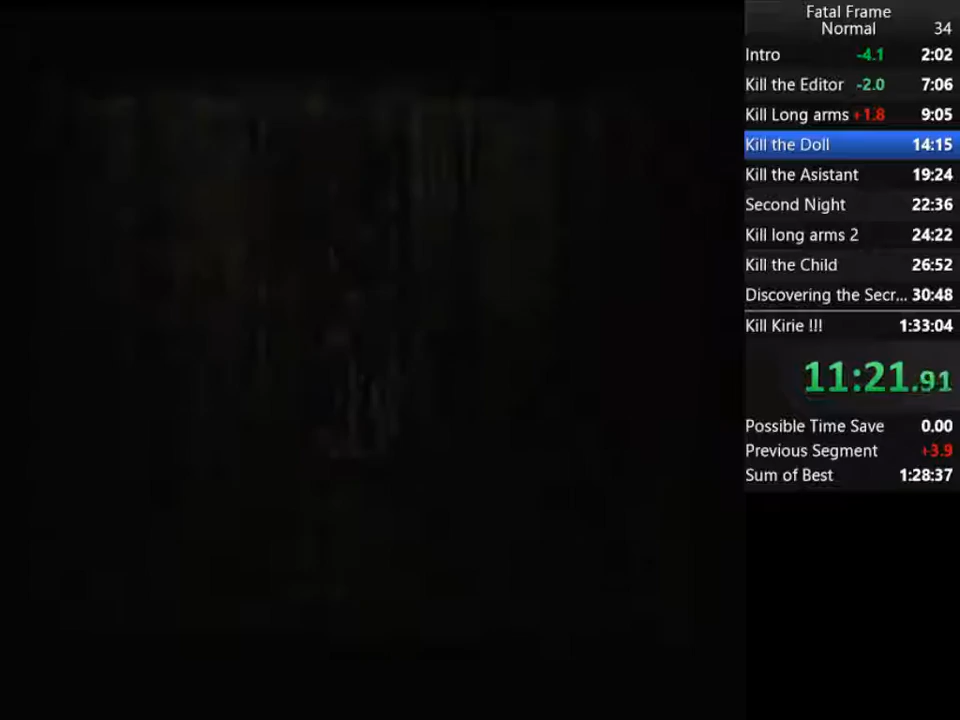 Fatal Frame
Normal 34
Intro -4.1 2:02
Kill the Editor -2.0 7:06
Kill Long arms +1.8 9:05
Kill the Doll 14:15
Kill the Asistant 19:24
Second Night 22:36
Kill long arms 2 24:22
Kill the Child 26:52
Discovering the Secr... 30:48
Kill Kirie !!! 1:33:04
11:21.91
Possible Time Save 0.00
Previous Segment +3.9
Sum of Best 1:28:37